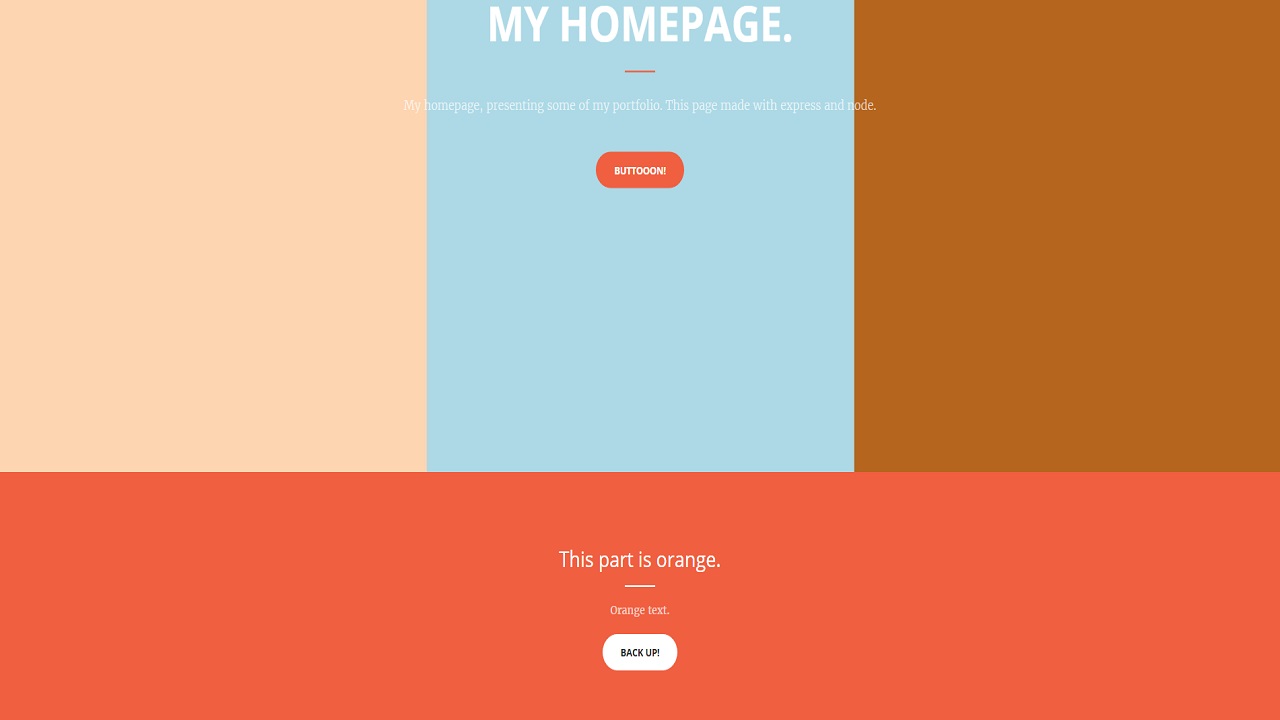 MY HOMEPAGE.
My homepage, presenting some of my portfolio. This page made with express and node.
BUTTOOON!
This part is orange.
Orange text.
BACK UP!